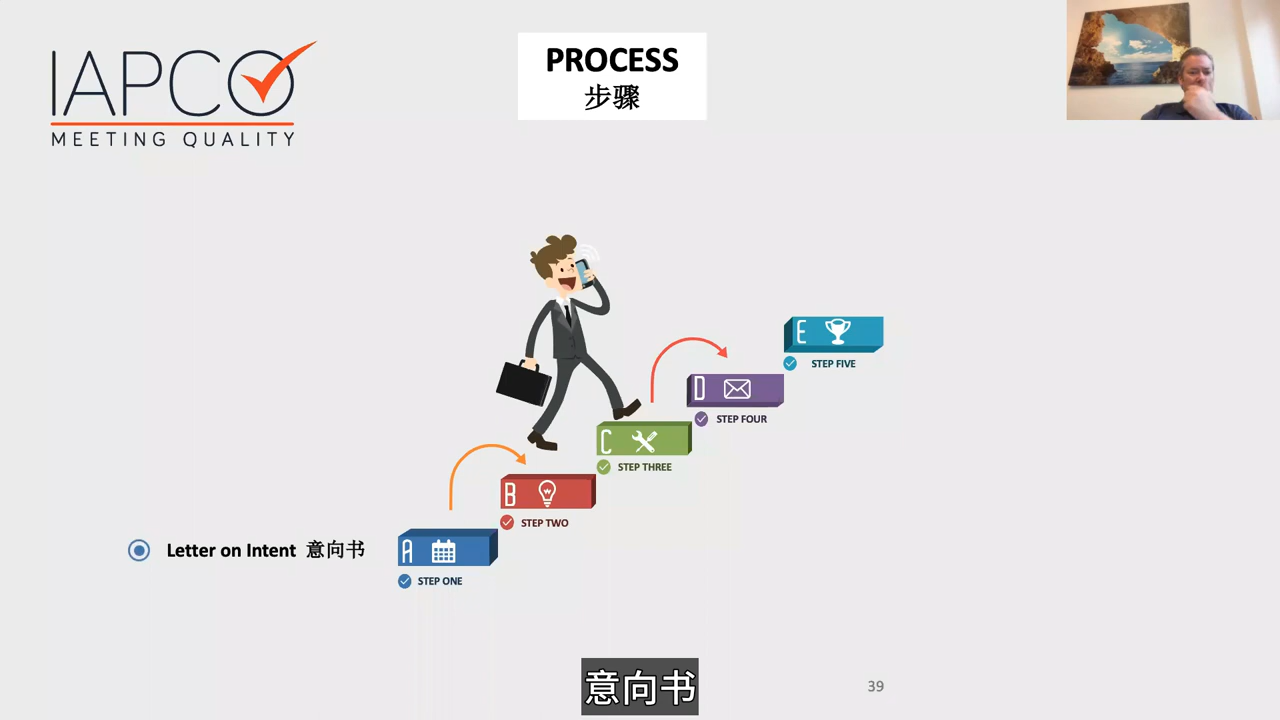 IAPCO
MEETING QUALITY
PROCESS
步骤
E
STEP FIVE
D
STEP FOUR
C
STEP THREE
B
STEP TWO
Letter on Intent 意向书
A
STEP ONE
意向书
39